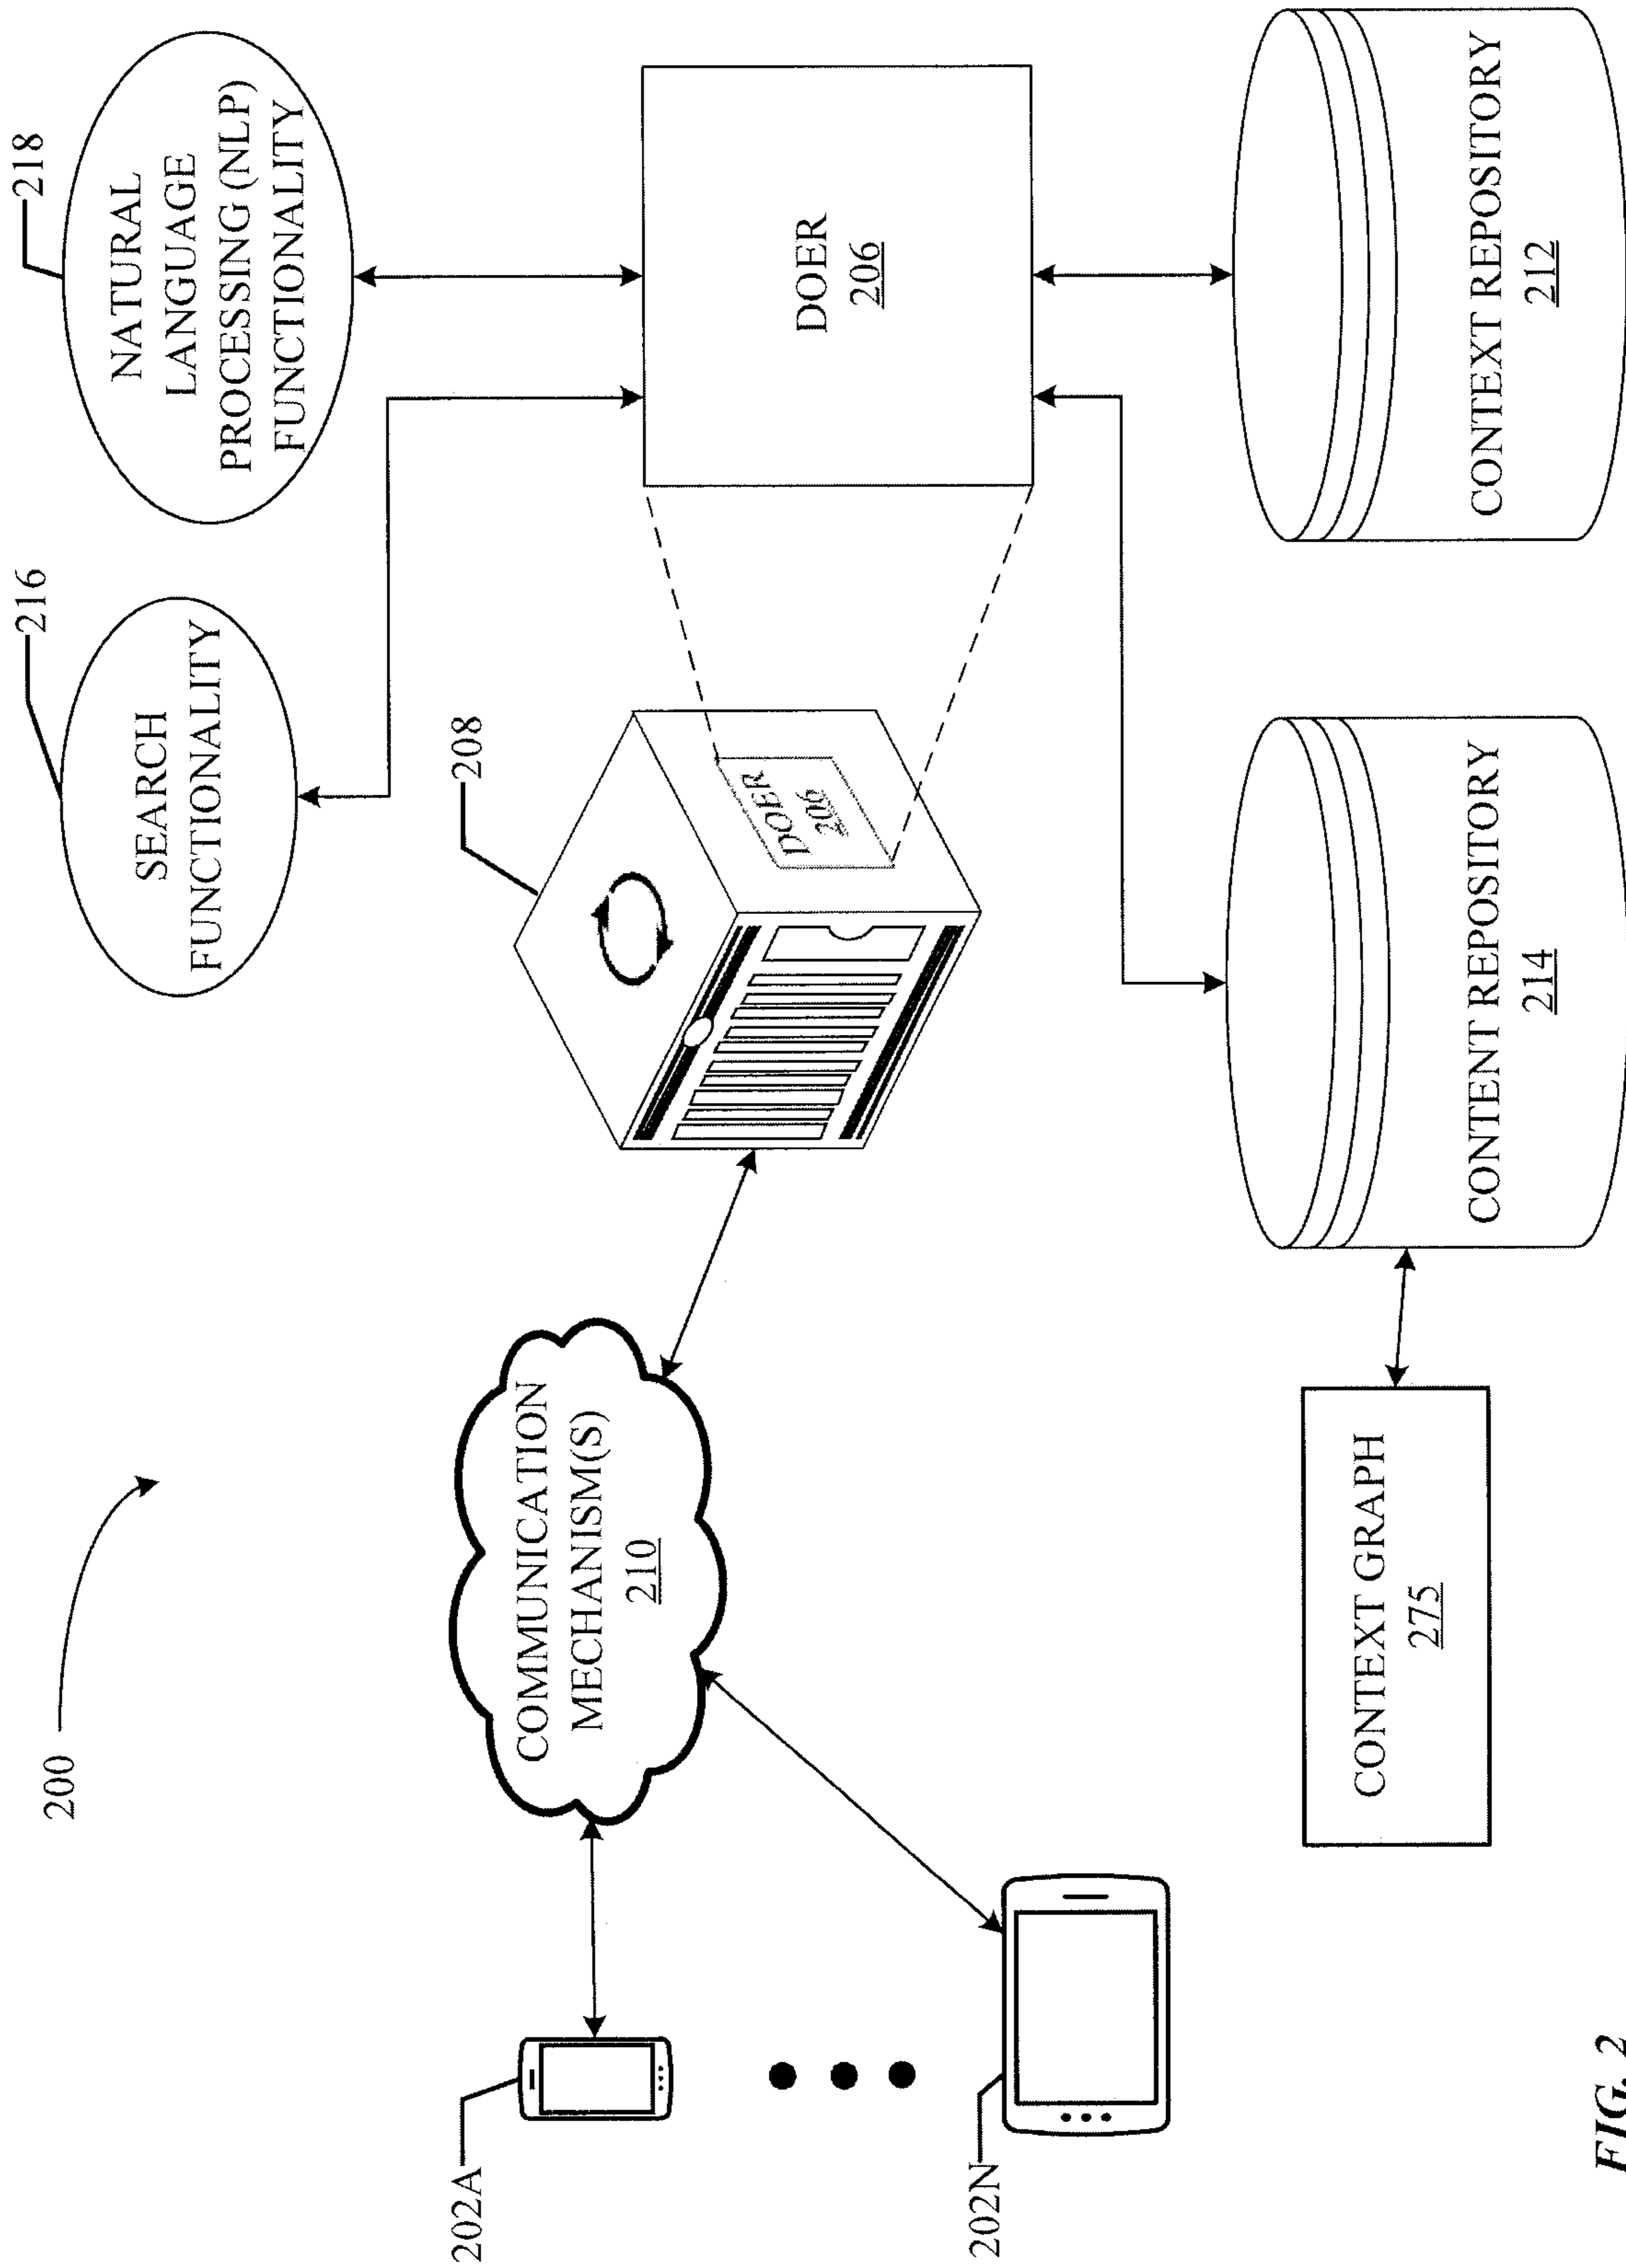 200
202A
202N
COMMUNICATION
MECHANISM(S)
210
208
DOER
206
216
SEARCH
FUNCTIONALITY
218
NATURAL
LANGUAGE
PROCESSING (NLP)
FUNCTIONALITY
DOER
206
CONTEXT GRAPH
275
CONTENT REPOSITORY
214
CONTEXT REPOSITORY
212
FIG. 2